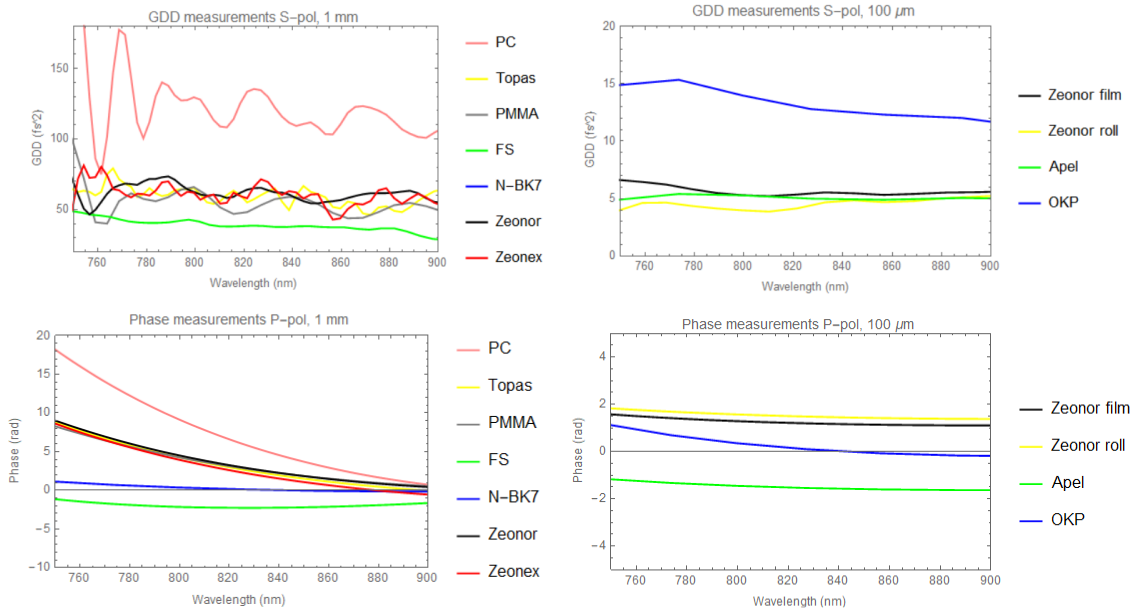 GDD measurements S-pol, 1 mm
150
100
50
GDD (fs^2)
760 780 800 820 840 860 880 900
Wavelength (nm)
PC
Topas
PMMA
FS
N-BK7
Zeonor
Zeonex
GDD measurements S-pol, 100 μm
20
15
10
5
0
GDD (fs^2)
760 780 800 820 840 860 880 900
Wavelength (nm)
Zeonor film
Zeonor roll
Apel
OKP
Phase measurements P-pol, 1 mm
20
15
10
5
0
-5
-10
Phase (rad)
760 780 800 820 840 860 880 900
Wavelength (nm)
PC
Topas
PMMA
FS
N-BK7
Zeonor
Zeonex
Phase measurements P-pol, 100 μm
4
2
0
-2
-4
Phase (rad)
760 780 800 820 840 860 880 900
Wavelength (nm)
Zeonor film
Zeonor roll
Apel
OKP